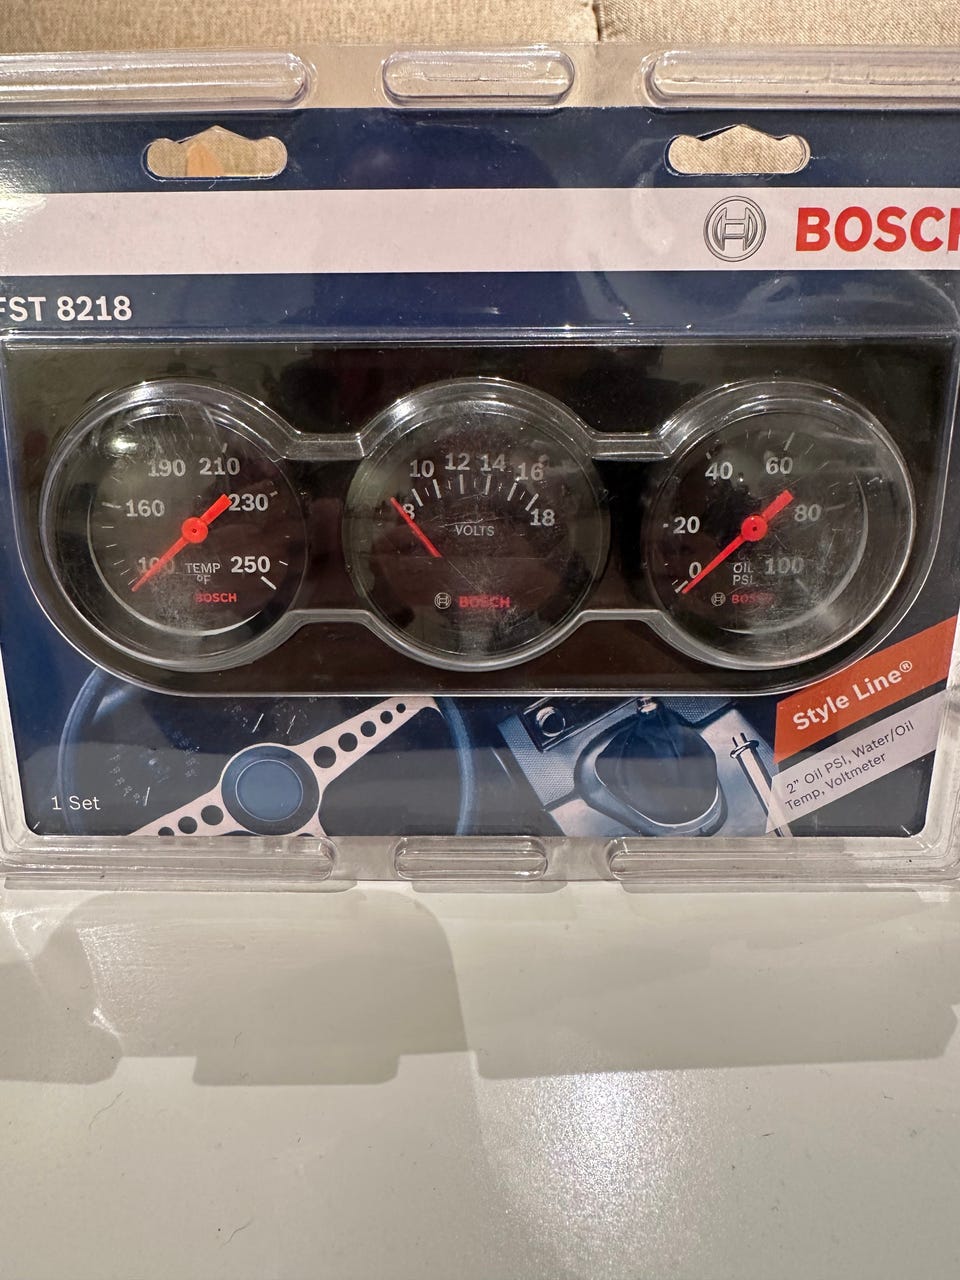 BOSCH
FST 8218
190 210
160
230
100
250
TEMP
°F
BOSCH
10 12 14 16
8
18
VOLTS
BOSCH
40 60
20
80
0
100
OIL
PSI
BOSCH
Style Line®
2" Oil PSI, Water/Oil
Temp, Voltmeter
1 Set